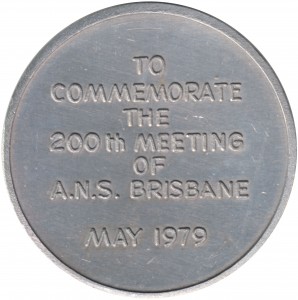 TO
COMMEMORATE
THE
200th MEETING
OF
A.N.S. BRISBANE
MAY 1979